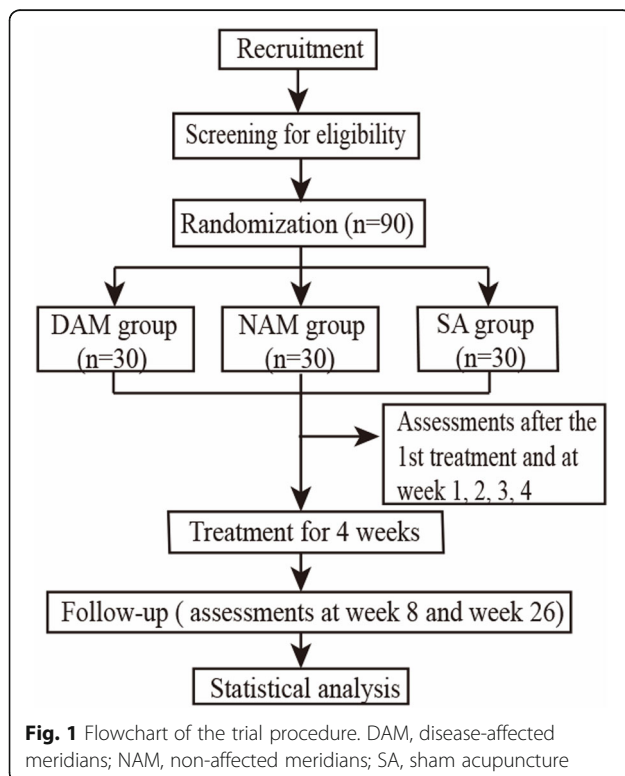 Recruitment
Screening for eligibility
Randomization (n=90)
DAM group
(n=30)
NAM group
(n=30)
SA group
(n=30)
Assessments after the
1st treatment and at
week 1, 2, 3, 4
Treatment for 4 weeks
Follow-up ( assessments at week 8 and week 26)
Statistical analysis
Fig. 1 Flowchart of the trial procedure. DAM, disease-affected
meridians; NAM, non-affected meridians; SA, sham acupuncture